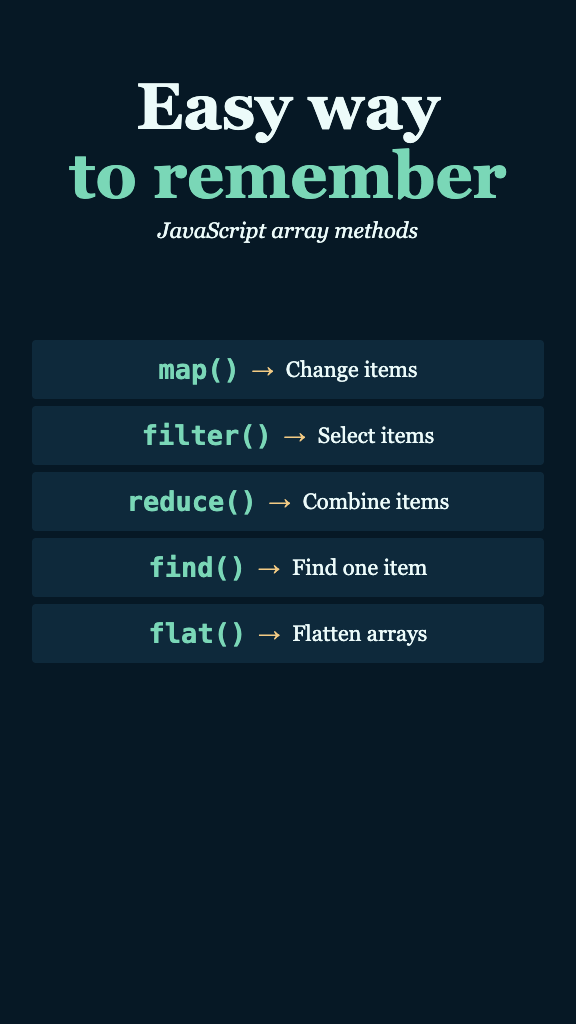 Easy way
to remember
JavaScript array methods
map() → Change items
filter() → Select items
reduce() → Combine items
find() → Find one item
flat() → Flatten arrays